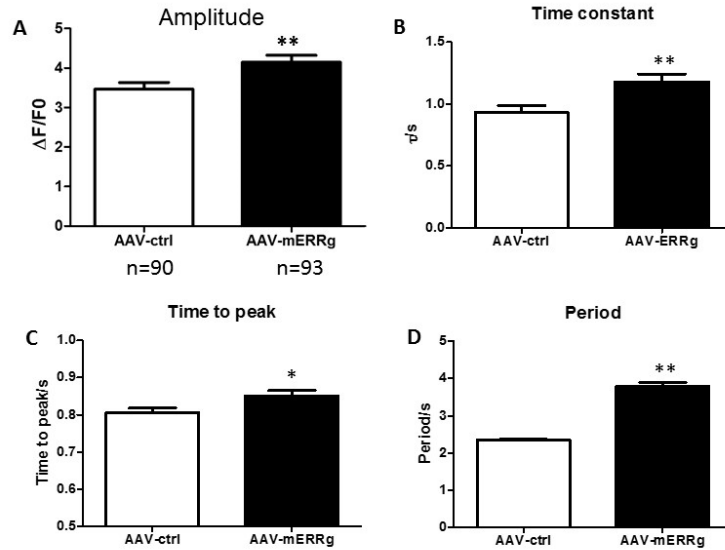 A
Amplitude
**
5
4
3
2
1
0
ΔF/F0
AAV-ctrl
AAV-mERRg
n=90
n=93
B
Time constant
**
1.5
1.0
0.5
0.0
τ/s
AAV-ctrl
AAV-ERRg
C
Time to peak
*
1.0
0.9
0.8
0.7
0.6
0.5
Time to peak/s
AAV-ctrl
AAV-mERRg
D
Period
**
5
4
3
2
1
0
Period/s
AAV-ctrl
AAV-mERRg